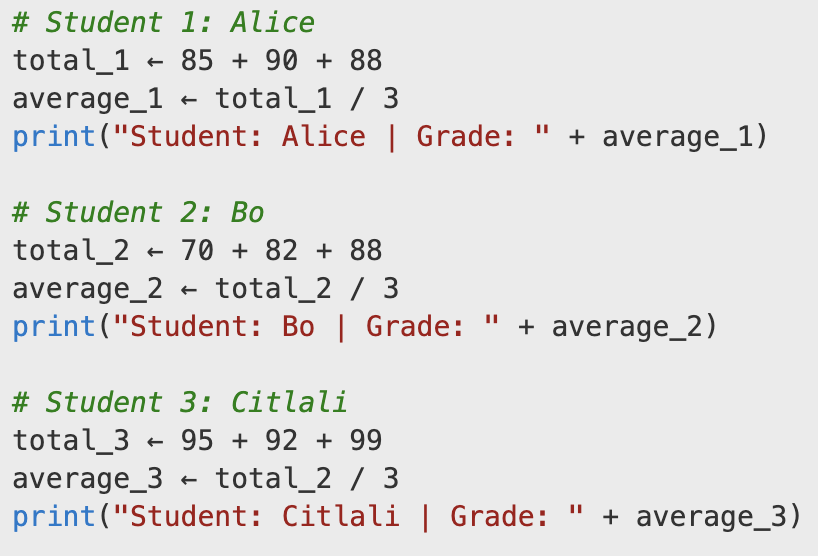 # Student 1: Alice
total_1 ← 85 + 90 + 88
average_1 ← total_1 / 3
print("Student: Alice | Grade: " + average_1)

# Student 2: Bo
total_2 ← 70 + 82 + 88
average_2 ← total_2 / 3
print("Student: Bo | Grade: " + average_2)

# Student 3: Citlali
total_3 ← 95 + 92 + 99
average_3 ← total_2 / 3
print("Student: Citlali | Grade: " + average_3)